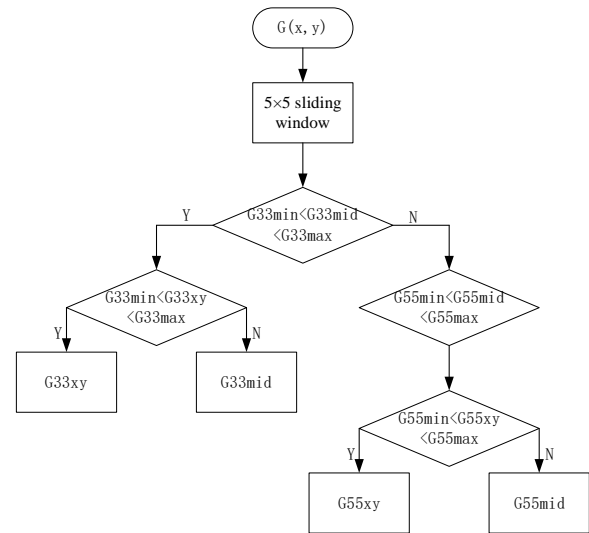 G(x,y)
5×5 sliding
window
Y
G33min<G33mid
<G33max
N
G33min<G33xy
<G33max
G55min<G55mid
<G55max
Y
N
G33xy
G33mid
G55min<G55xy
<G55max
Y
N
G55xy
G55mid